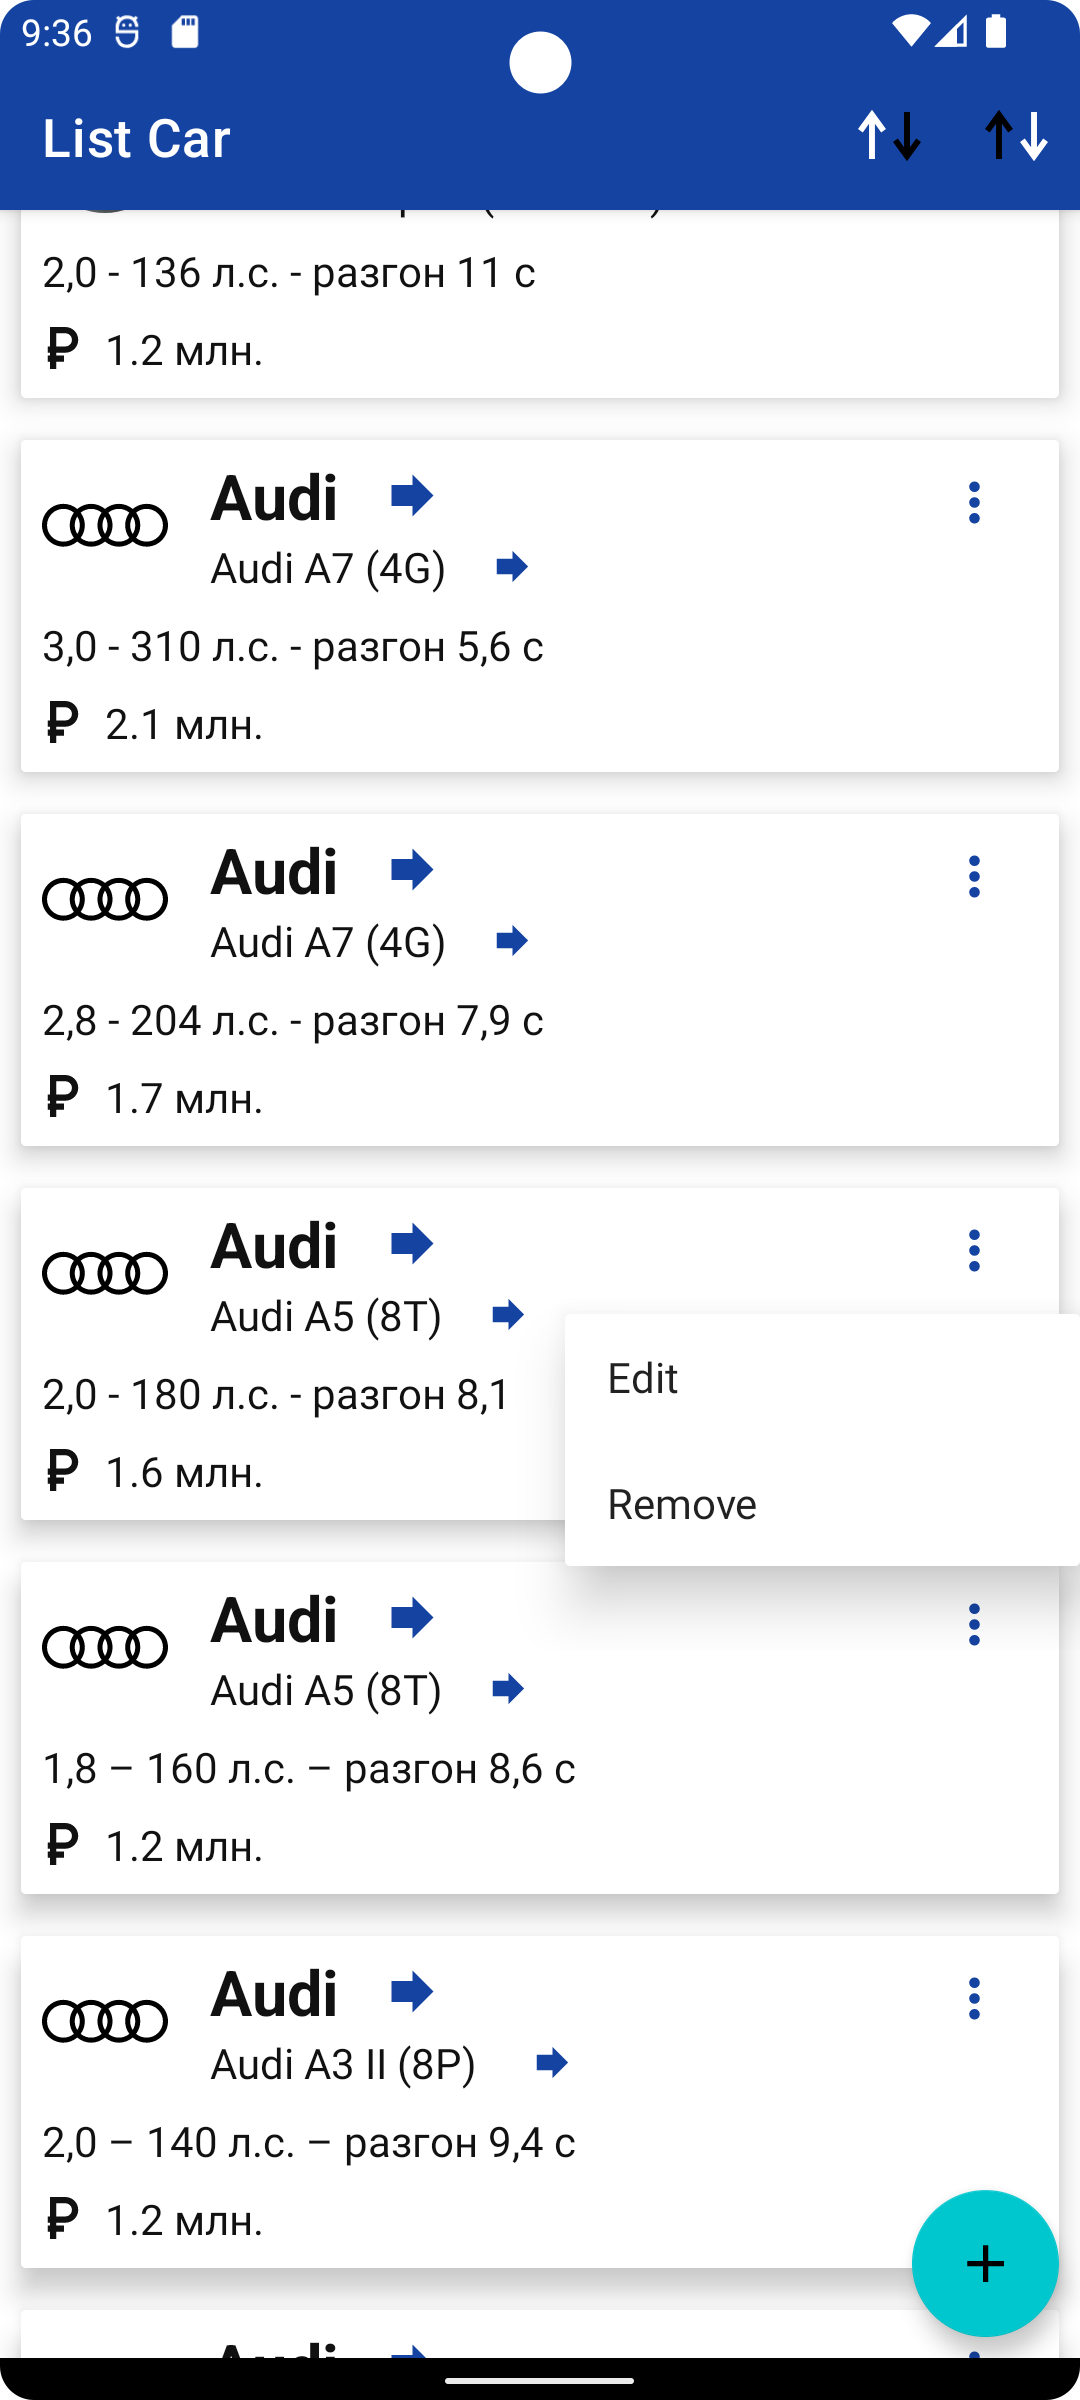 9:36
List Car
2,0 - 136 л.с. - разгон 11 с
₽ 1.2 млн.
Audi
Audi A7 (4G)
3,0 - 310 л.с. - разгон 5,6 с
₽ 2.1 млн.
Audi
Audi A7 (4G)
2,8 - 204 л.с. - разгон 7,9 с
₽ 1.7 млн.
Audi
Audi A5 (8T)
2,0 - 180 л.с. - разгон 8,1
₽ 1.6 млн.
Edit
Remove
Audi
Audi A5 (8T)
1,8 – 160 л.с. – разгон 8,6 с
₽ 1.2 млн.
Audi
Audi A3 II (8P)
2,0 – 140 л.с. – разгон 9,4 с
₽ 1.2 млн.
Audi